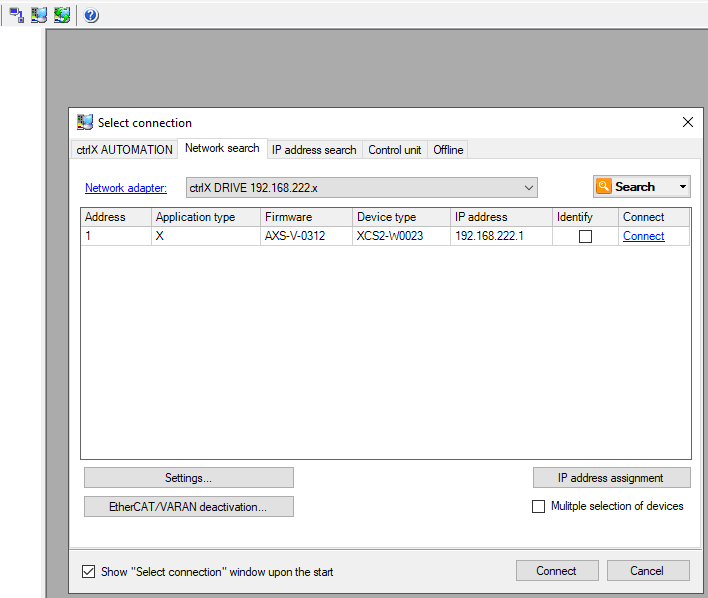 Select connection
ctrlX AUTOMATION Network search IP address search Control unit Offline
Network adapter: ctrlX DRIVE 192.168.222.x Search
Address Application type Firmware Device type IP address Identify Connect
1 X AXS-V-0312 XCS2-W0023 192.168.222.1 Connect
Settings... IP address assignment
EtherCAT/VARAN deactivation... Mulitple selection of devices
Show "Select connection" window upon the start Connect Cancel